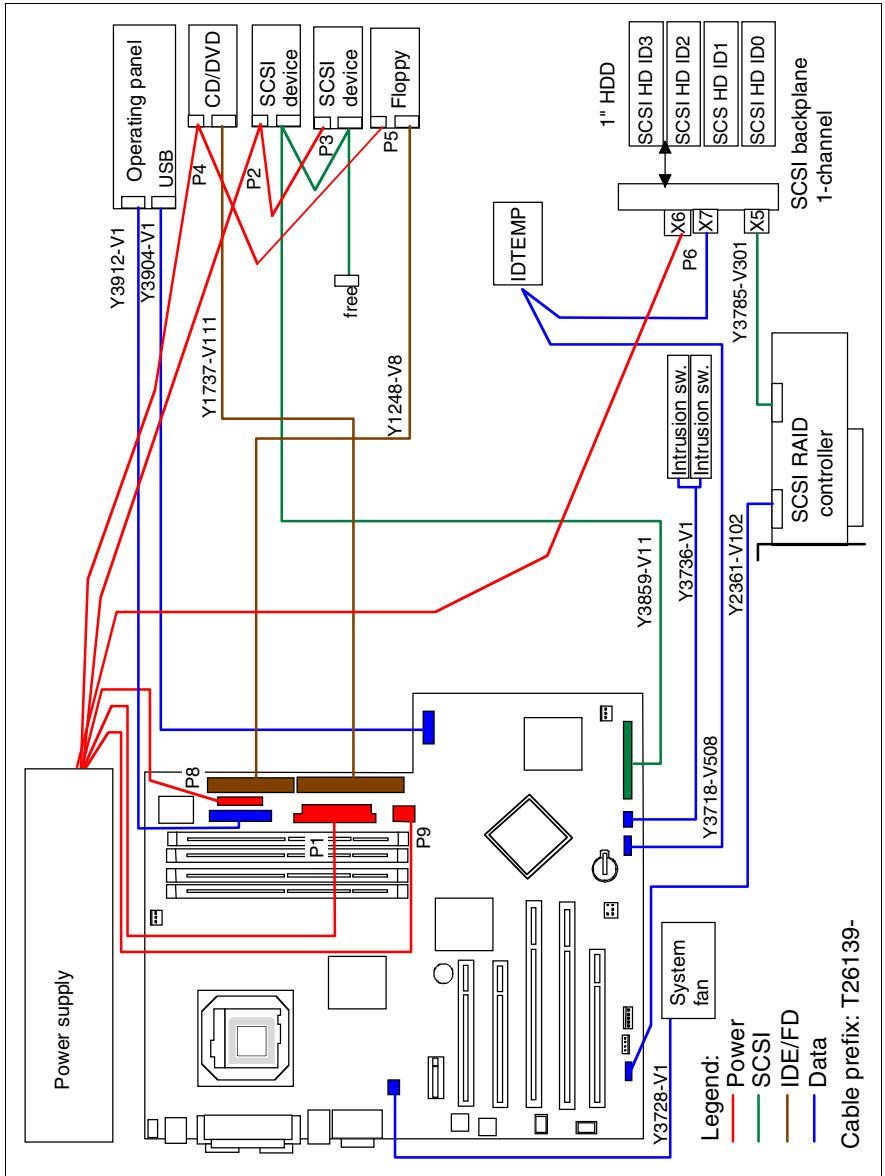 Power supply
Operating panel
USB
CD/DVD
SCSI
device
SCSI
device
Floppy
P4
P2
P3
P5
Y3912-V1
Y3904-V1
Y1737-V111
Y1248-V8
free
1" HDD
SCSI HD ID3
SCSI HD ID2
SCS HD ID1
SCSI HD ID0
SCSI backplane
1-channel
X6
X7
X5
P6
IDTEMP
Y3785-V301
Intrusion sw.
Intrusion sw.
SCSI RAID
controller
Y3859-V11
Y3736-V1
Y2361-V102
Y3718-V508
P8
P1
P9
System
fan
Y3728-V1
Legend:
Power
SCSI
IDE/FD
Data
Cable prefix: T26139-